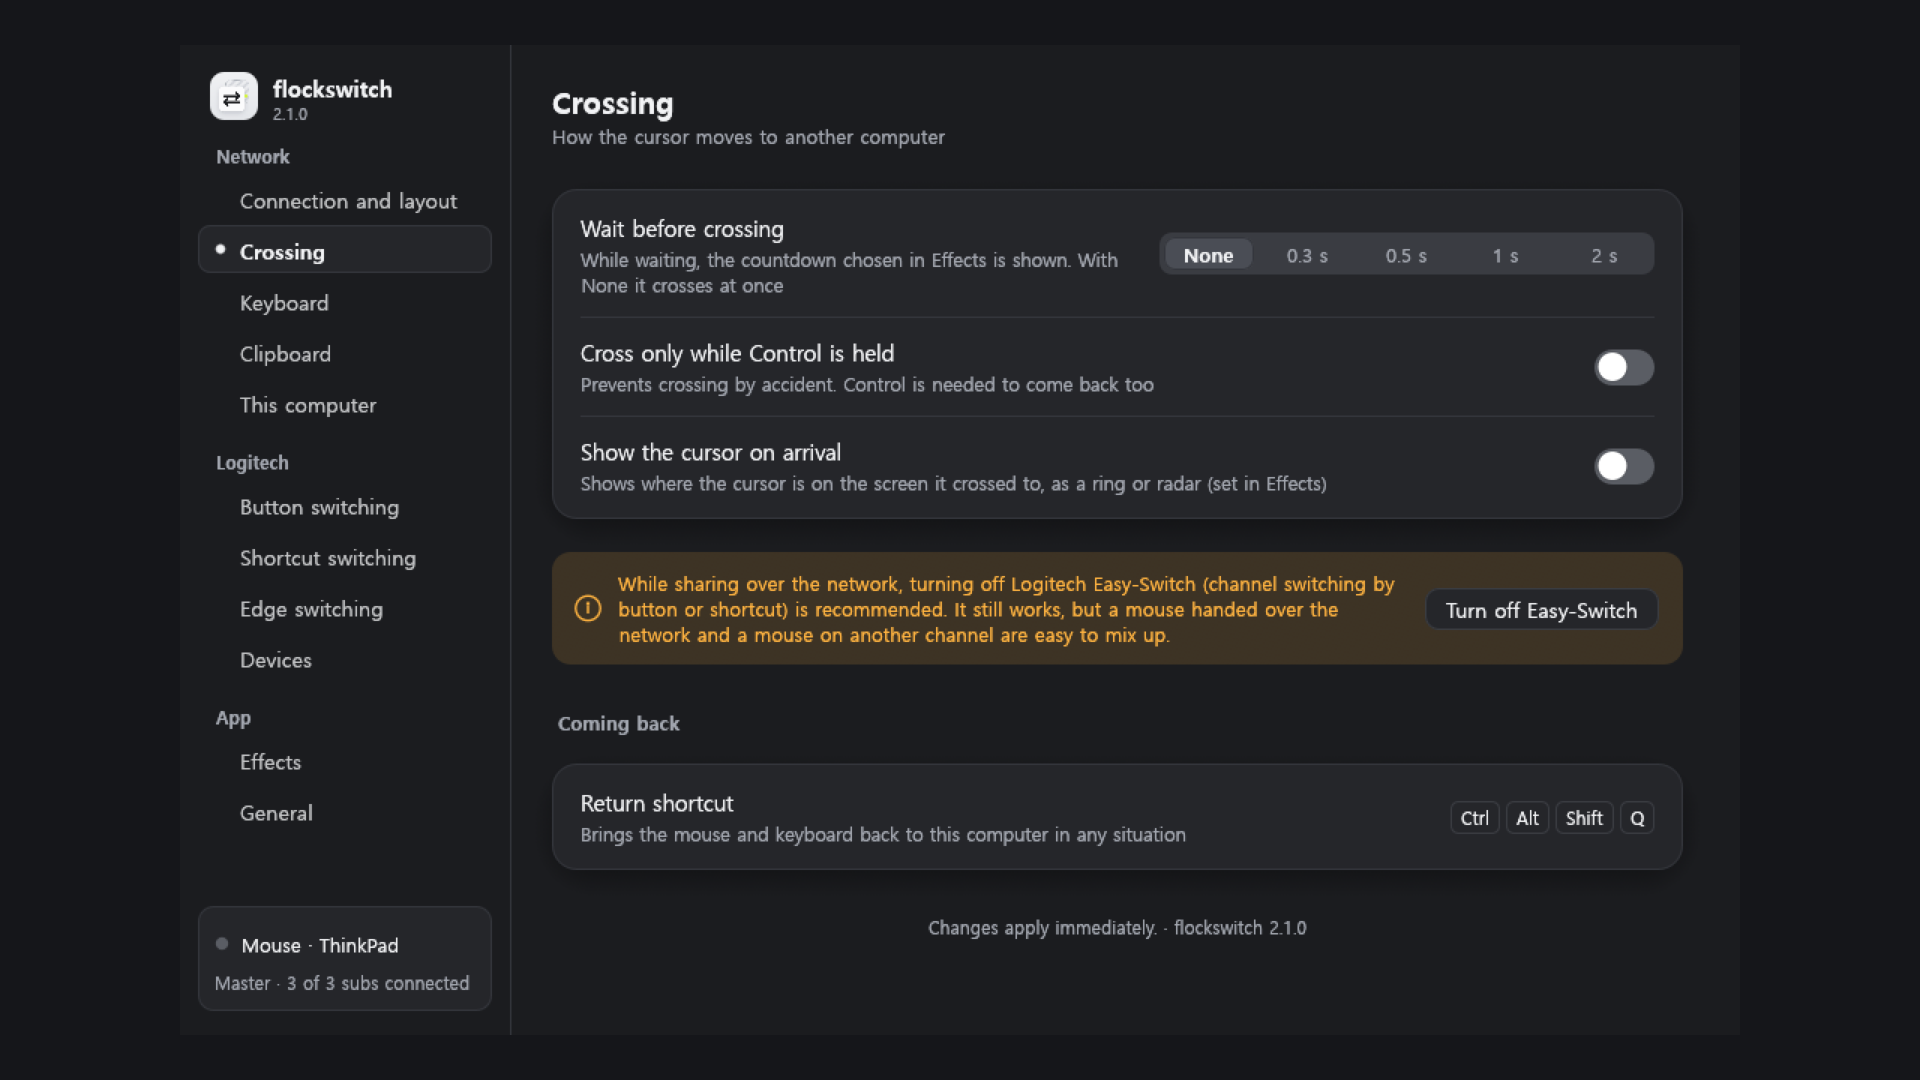 flockswitch
2.1.0
Network
Connection and layout
Crossing
Keyboard
Clipboard
This computer
Logitech
Button switching
Shortcut switching
Edge switching
Devices
App
Effects
General
Mouse · ThinkPad
Master · 3 of 3 subs connected
Crossing
How the cursor moves to another computer
Wait before crossing
While waiting, the countdown chosen in Effects is shown. With
None it crosses at once
None 0.3 s 0.5 s 1 s 2 s
Cross only while Control is held
Prevents crossing by accident. Control is needed to come back too
Show the cursor on arrival
Shows where the cursor is on the screen it crossed to, as a ring or radar (set in Effects)
While sharing over the network, turning off Logitech Easy-Switch (channel switching by
button or shortcut) is recommended. It still works, but a mouse handed over the
network and a mouse on another channel are easy to mix up.
Turn off Easy-Switch
Coming back
Return shortcut
Brings the mouse and keyboard back to this computer in any situation
Ctrl Alt Shift Q
Changes apply immediately. · flockswitch 2.1.0